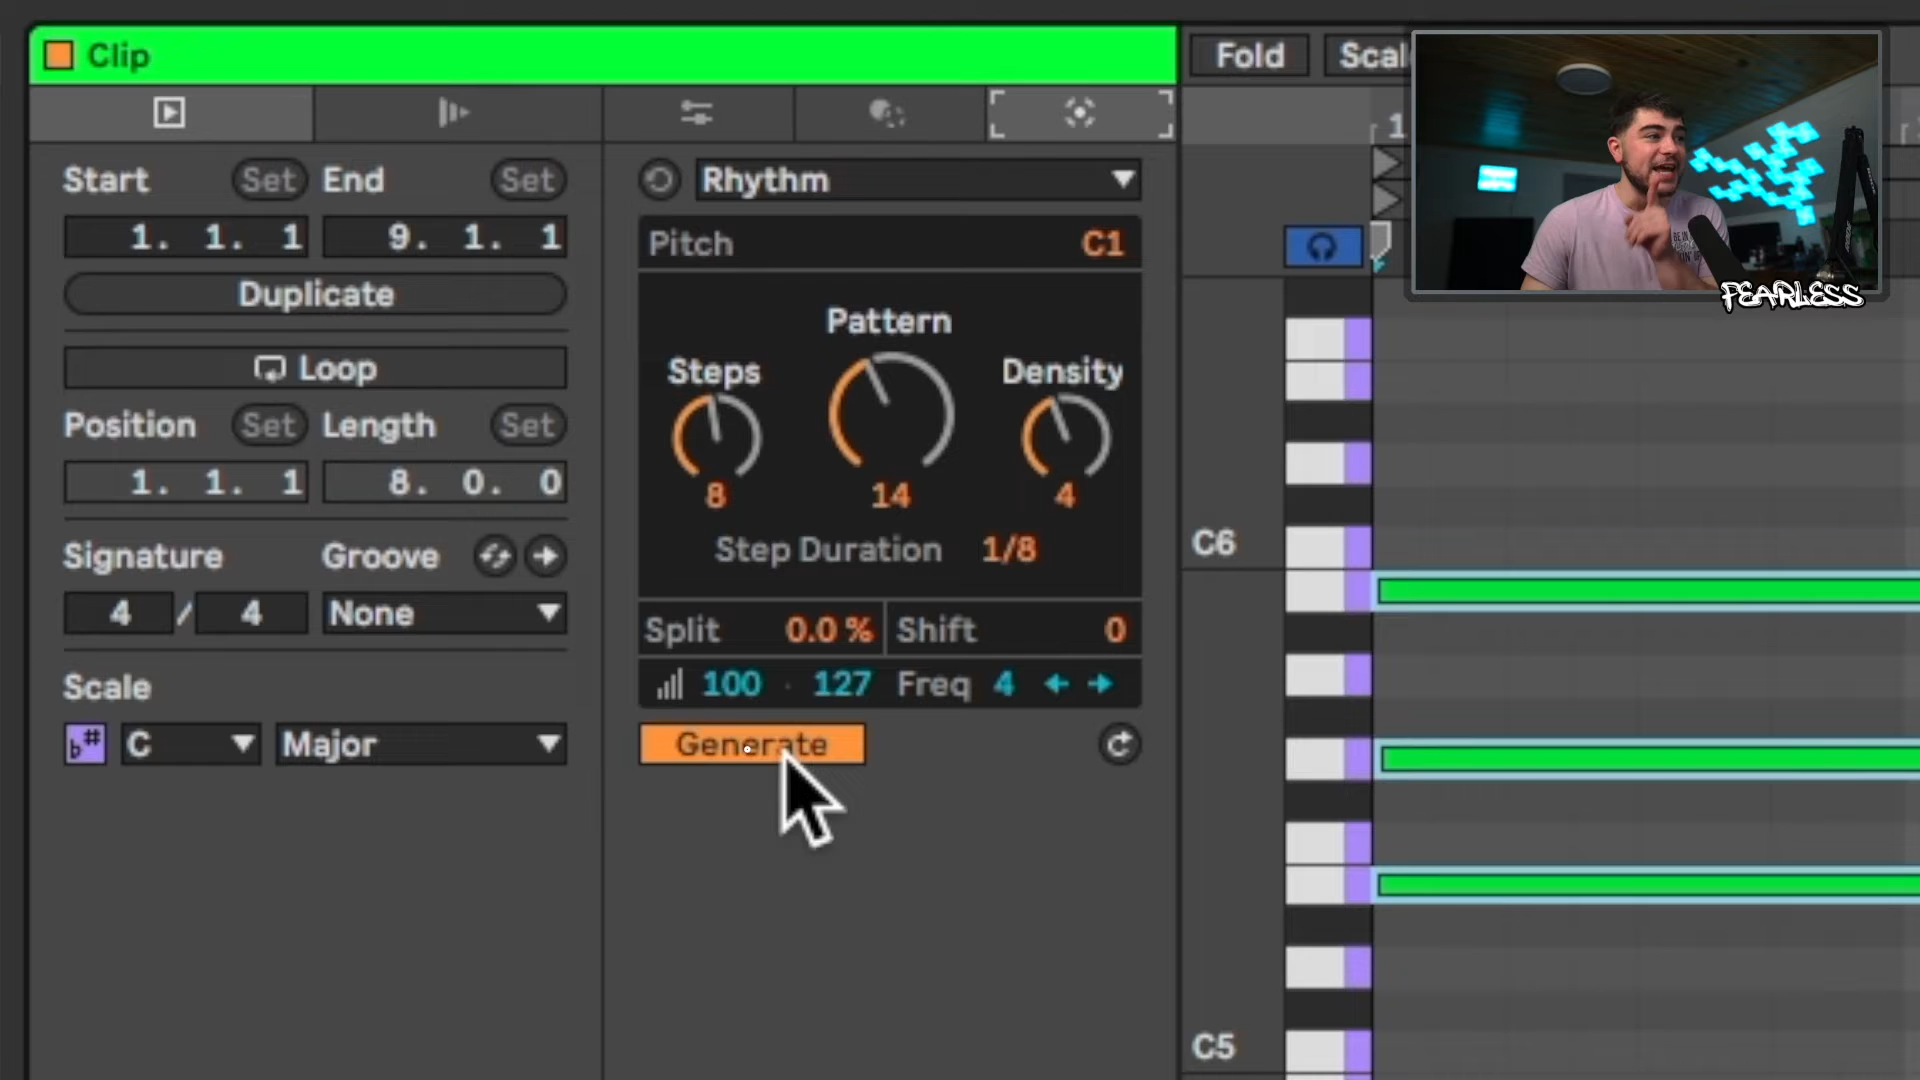 Clip
Fold Scal
Start Set End Set
1. 1. 1 9. 1. 1
Duplicate
Loop
Position Set Length Set
1. 1. 1 8. 0. 0
Signature Groove
4 / 4 None
Scale
b# C Major
Rhythm
Pitch C1
Pattern
Steps Density
8 14 4
Step Duration 1/8
Split 0.0 % Shift 0
100 127 Freq 4
Generate
1
C6
C5
BE IN
FEARLESS